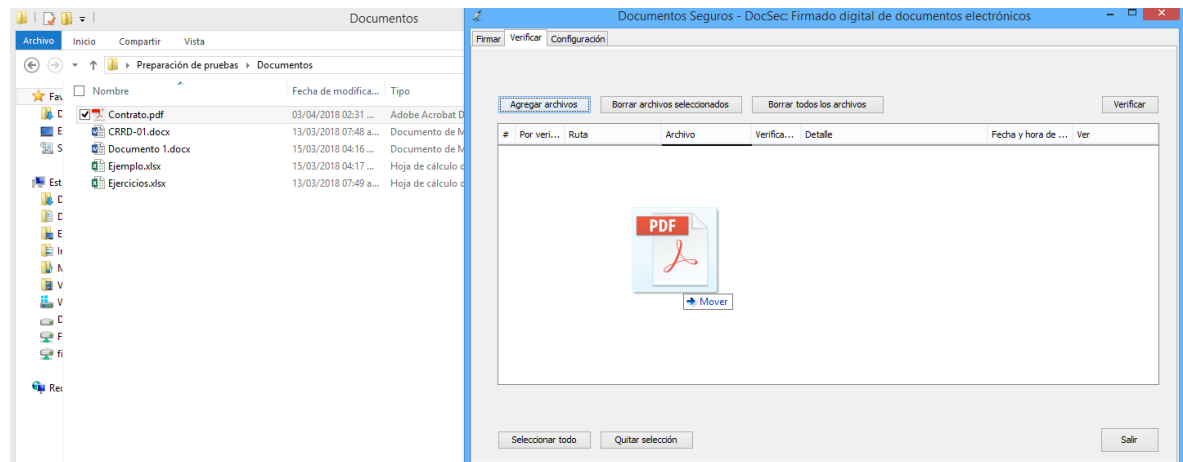 Documentos
Archivo Inicio Compartir Vista
Preparación de pruebas Documentos
Nombre Fecha de modifica... Tipo
Contrato.pdf 03/04/2018 02:31 ... Adobe Acrobat D
CRRD-01.docx 13/03/2018 07:48 a... Documento de M
Documento 1.docx 15/03/2018 04:16 ... Documento de M
Ejemplo.xlsx 15/03/2018 04:17 ... Hoja de cálculo d
Ejercicios.xlsx 13/03/2018 07:49 a... Hoja de cálculo d
Fav
D
E
S
Est
D
D
E
Ir
N
V
V
D
F
fi
Rec
Documentos Seguros - DocSec: Firmado digital de documentos electrónicos
Firmar Verificar Configuración
Agregar archivos Borrar archivos seleccionados Borrar todos los archivos Verificar
# Por veri... Ruta Archivo Verifica... Detalle Fecha y hora de ... Ver
PDF
Mover
Seleccionar todo Quitar selección Salir